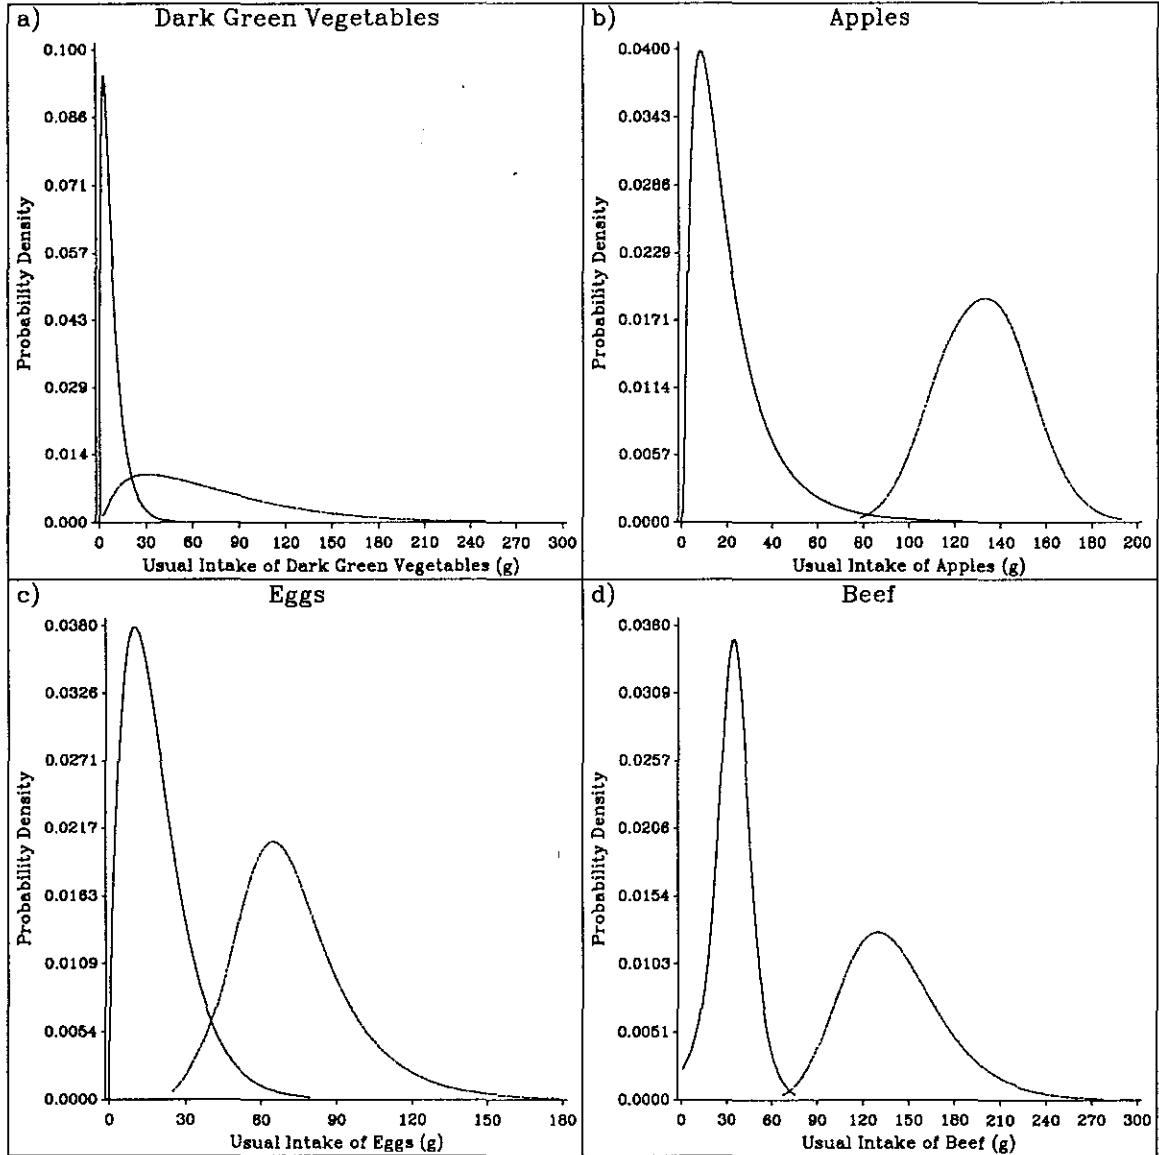 a) Dark Green Vegetables
0.100
0.086
0.071
0.057
0.043
0.029
0.014
0.000
Probability Density
0 30 60 90 120 150 180 210 240 270 300
Usual Intake of Dark Green Vegetables (g)
b) Apples
0.0400
0.0343
0.0286
0.0229
0.0171
0.0114
0.0057
0.0000
Probability Density
0 20 40 60 80 100 120 140 160 180 200
Usual Intake of Apples (g)
c) Eggs
0.0380
0.0326
0.0271
0.0217
0.0163
0.0109
0.0054
0.0000
Probability Density
0 30 60 90 120 150 180
Usual Intake of Eggs (g)
d) Beef
0.0360
0.0309
0.0257
0.0206
0.0154
0.0103
0.0051
0.0000
Probability Density
0 30 60 90 120 150 180 210 240 270 300
Usual Intake of Beef (g)